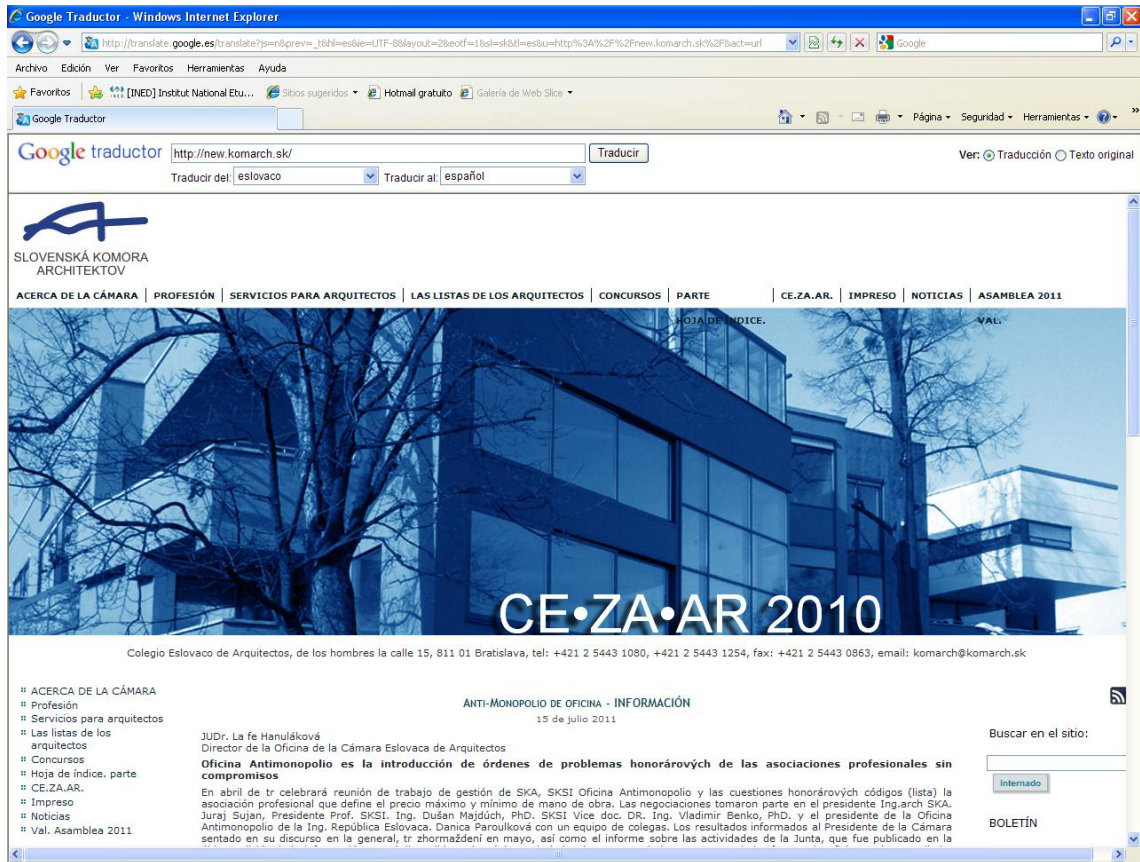 Google Traductor - Windows Internet Explorer
http://translate.google.es/translate?js=n&prev=_t&hl=es&ie=UTF-8&layout=2&eotf=1&sl=sk&tl=es&u=http%3A%2F%2Fnew.komarch.sk%2F&act=url
Google
Archivo Edición Ver Favoritos Herramientas Ayuda
Favoritos [INED] Institut National Etu... Sitios sugeridos Hotmail gratuito Galería de Web Slice
Google Traductor
Página Seguridad Herramientas
Google traductor http://new.komarch.sk/ Traducir
Ver: Traducción Texto original
Traducir del: eslovaco Traducir al: español
SLOVENSKÁ KOMORA
ARCHITEKTOV
ACERCA DE LA CÁMARA PROFESIÓN SERVICIOS PARA ARQUITECTOS LAS LISTAS DE LOS ARQUITECTOS CONCURSOS PARTE CE.ZA.AR. IMPRESO NOTICIAS ASAMBLEA 2011
HOJA DE ÍNDICE. VAL.
CE•ZA•AR 2010
Colegio Eslovaco de Arquitectos, de los hombres la calle 15, 811 01 Bratislava, tel: +421 2 5443 1080, +421 2 5443 1254, fax: +421 2 5443 0863, email: komarch@komarch.sk
ACERCA DE LA CÁMARA
Profesión
Servicios para arquitectos
Las listas de los
arquitectos
Concursos
Hoja de índice. parte
CE.ZA.AR.
Impreso
Noticias
Val. Asamblea 2011
ANTI-MONOPOLIO DE OFICINA - INFORMACIÓN
15 de julio 2011
JUDr. La fe Hanuláková
Director de la Oficina de la Cámara Eslovaca de Arquitectos
Oficina Antimonopolio es la introducción de órdenes de problemas honorárových de las asociaciones profesionales sin
compromisos
En abril de tr celebrará reunión de trabajo de gestión de SKA, SKSI Oficina Antimonopolio y las cuestiones honorárových códigos (lista) la
asociación profesional que define el precio máximo y mínimo de mano de obra. Las negociaciones tomaron parte en el presidente Ing.arch SKA.
Juraj Sujan, Presidente Prof. SKSI. Ing. Dušan Majdúch, PhD. SKSI Vice doc. DR. Ing. Vladimir Benko, PhD. y el presidente de la Oficina
Antimonopolio de la Ing. República Eslovaca. Danica Paroulková con un equipo de colegas. Los resultados informados al Presidente de la Cámara
sentado en su discurso en la general, tr zhormaždení en mayo, así como el informe sobre las actividades de la Junta, que fue publicado en la
Buscar en el sitio:
Internado
BOLETÍN